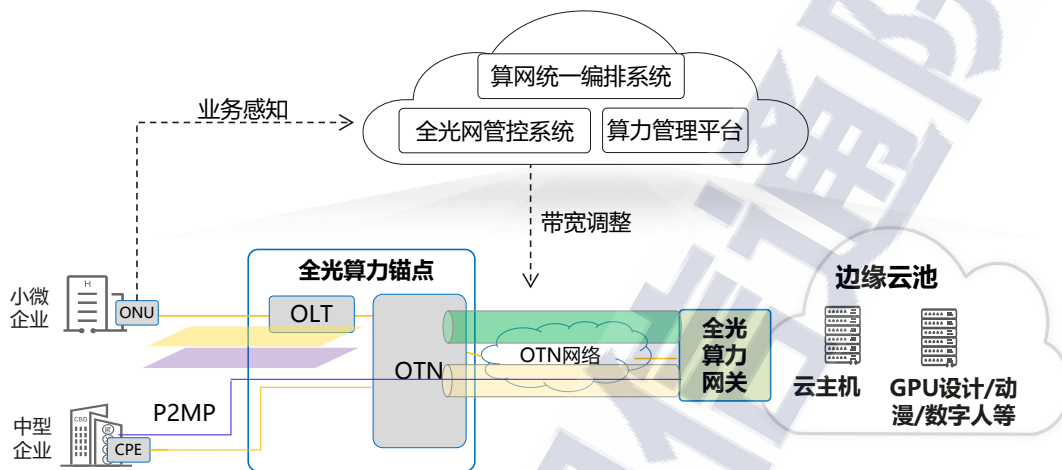 算网统一编排系统
业务感知
全光网管控系统
算力管理平台
带宽调整
全光算力锚点
边缘云池
小微
企业
H
ONU
OLT
全光
算力
网关
OTN网络
OTN
云主机
GPU设计/动
漫/数字人等
P2MP
中型
企业
CBD
CPE